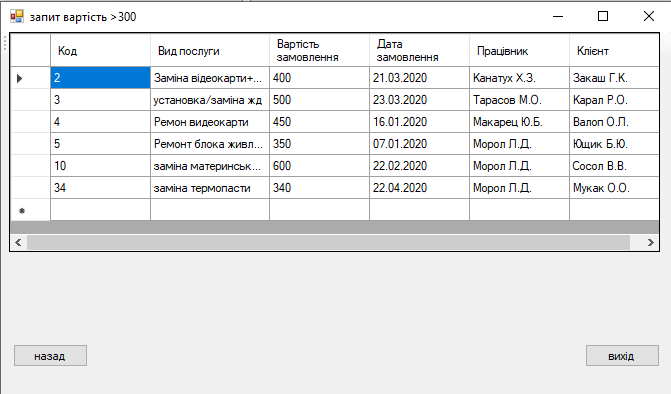 запит вартість >300
Код Вид послуги Вартість замовлення Дата замовлення Працівник Клієнт
2 Заміна відеокарти+... 400 21.03.2020 Канатух Х.З. Закаш Г.К.
3 установка/заміна жд 500 23.03.2020 Тарасов М.О. Карал Р.О.
4 Ремон видеокарти 450 16.01.2020 Макарец Ю.Б. Валоп О.Л.
5 Ремонт блока живл... 350 07.01.2020 Морол Л.Д. Ющик Б.Ю.
10 заміна материнськ... 600 22.02.2020 Морол Л.Д. Сосол В.В.
34 заміна термопасти 340 22.04.2020 Морол Л.Д. Мукак О.О.
назад вихід